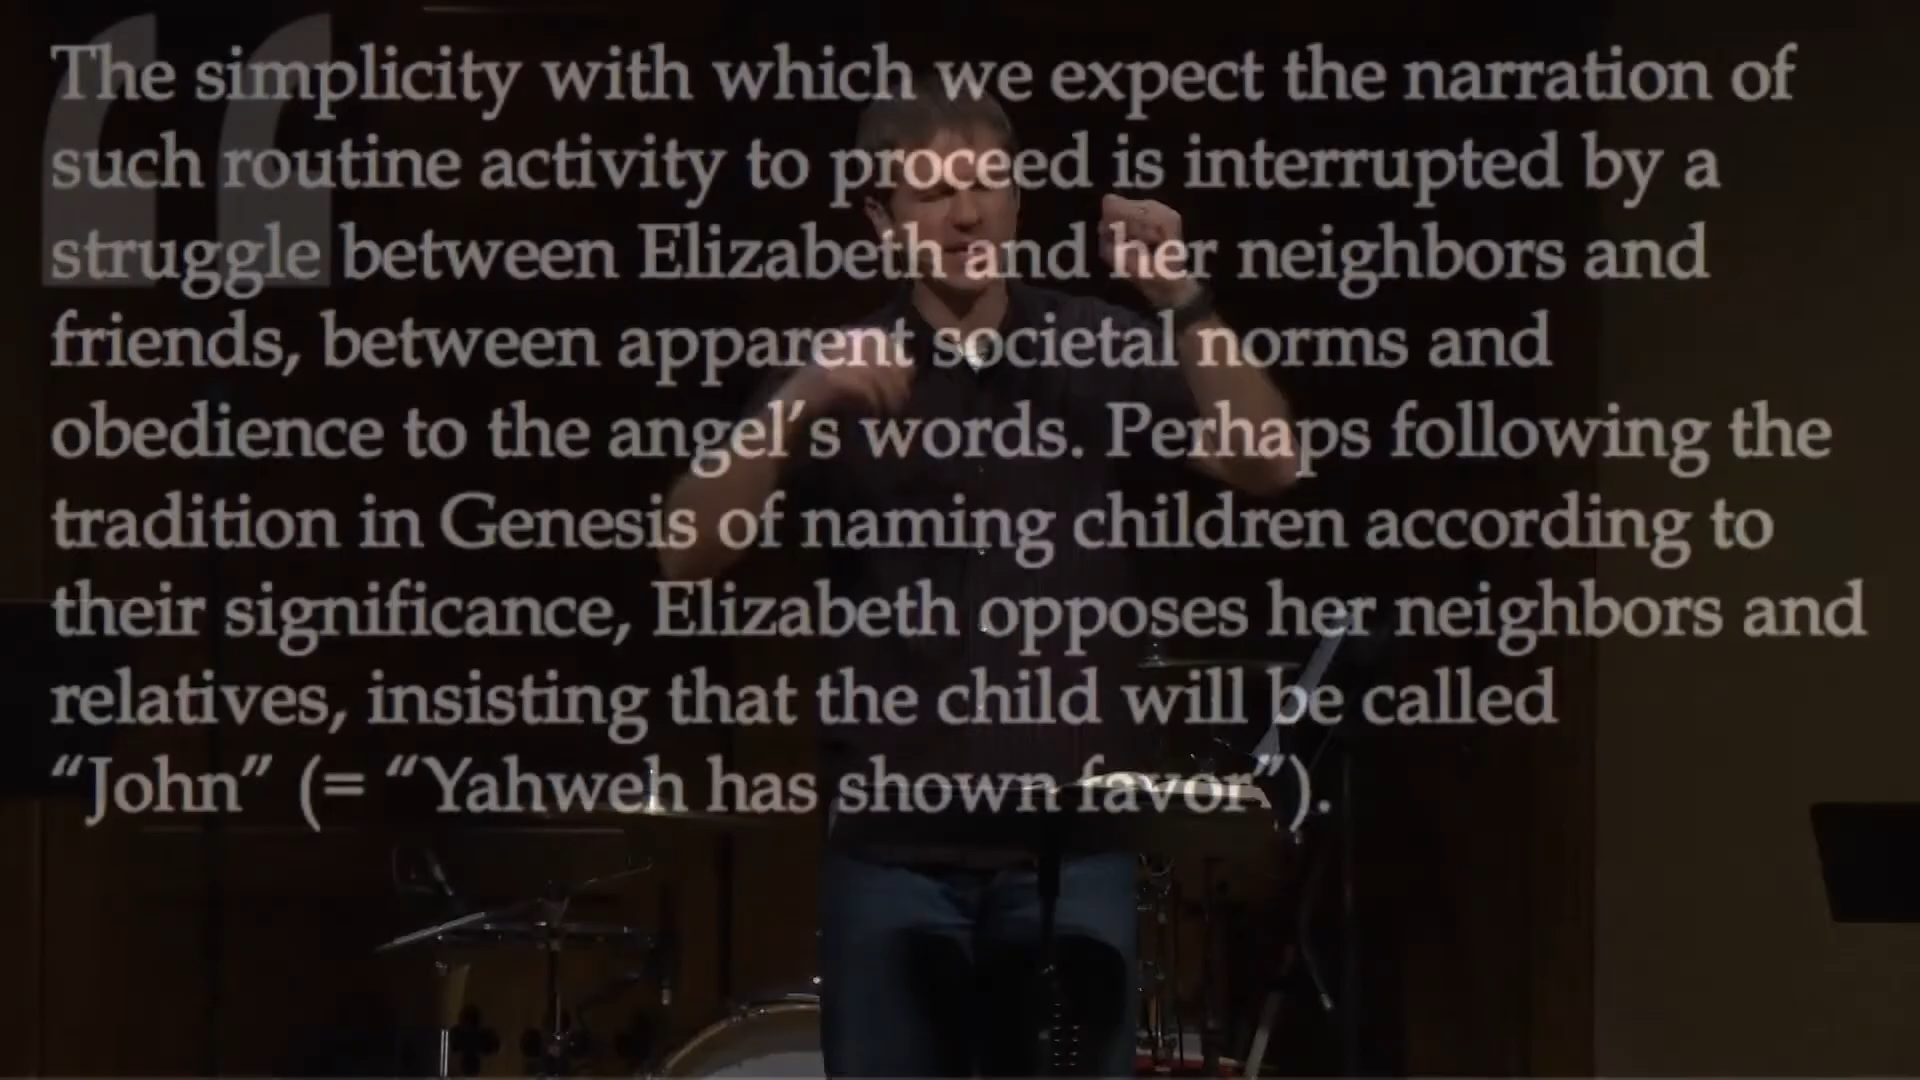 The simplicity with which we expect the narration of
such routine activity to proceed is interrupted by a
struggle between Elizabeth and her neighbors and
friends, between apparent societal norms and
obedience to the angel’s words. Perhaps following the
tradition in Genesis of naming children according to
their significance, Elizabeth opposes her neighbors and
relatives, insisting that the child will be called
“John” (= “Yahweh has shown favor”).